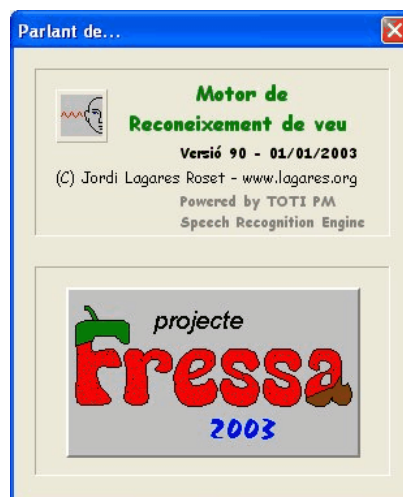 Parlant de...
Motor de
Reconeixement de veu
Versió 90 - 01/01/2003
(C) Jordi Lagares Roset - www.lagares.org
Powered by TOTI PM
Speech Recognition Engine
projecte
Fressa
2003